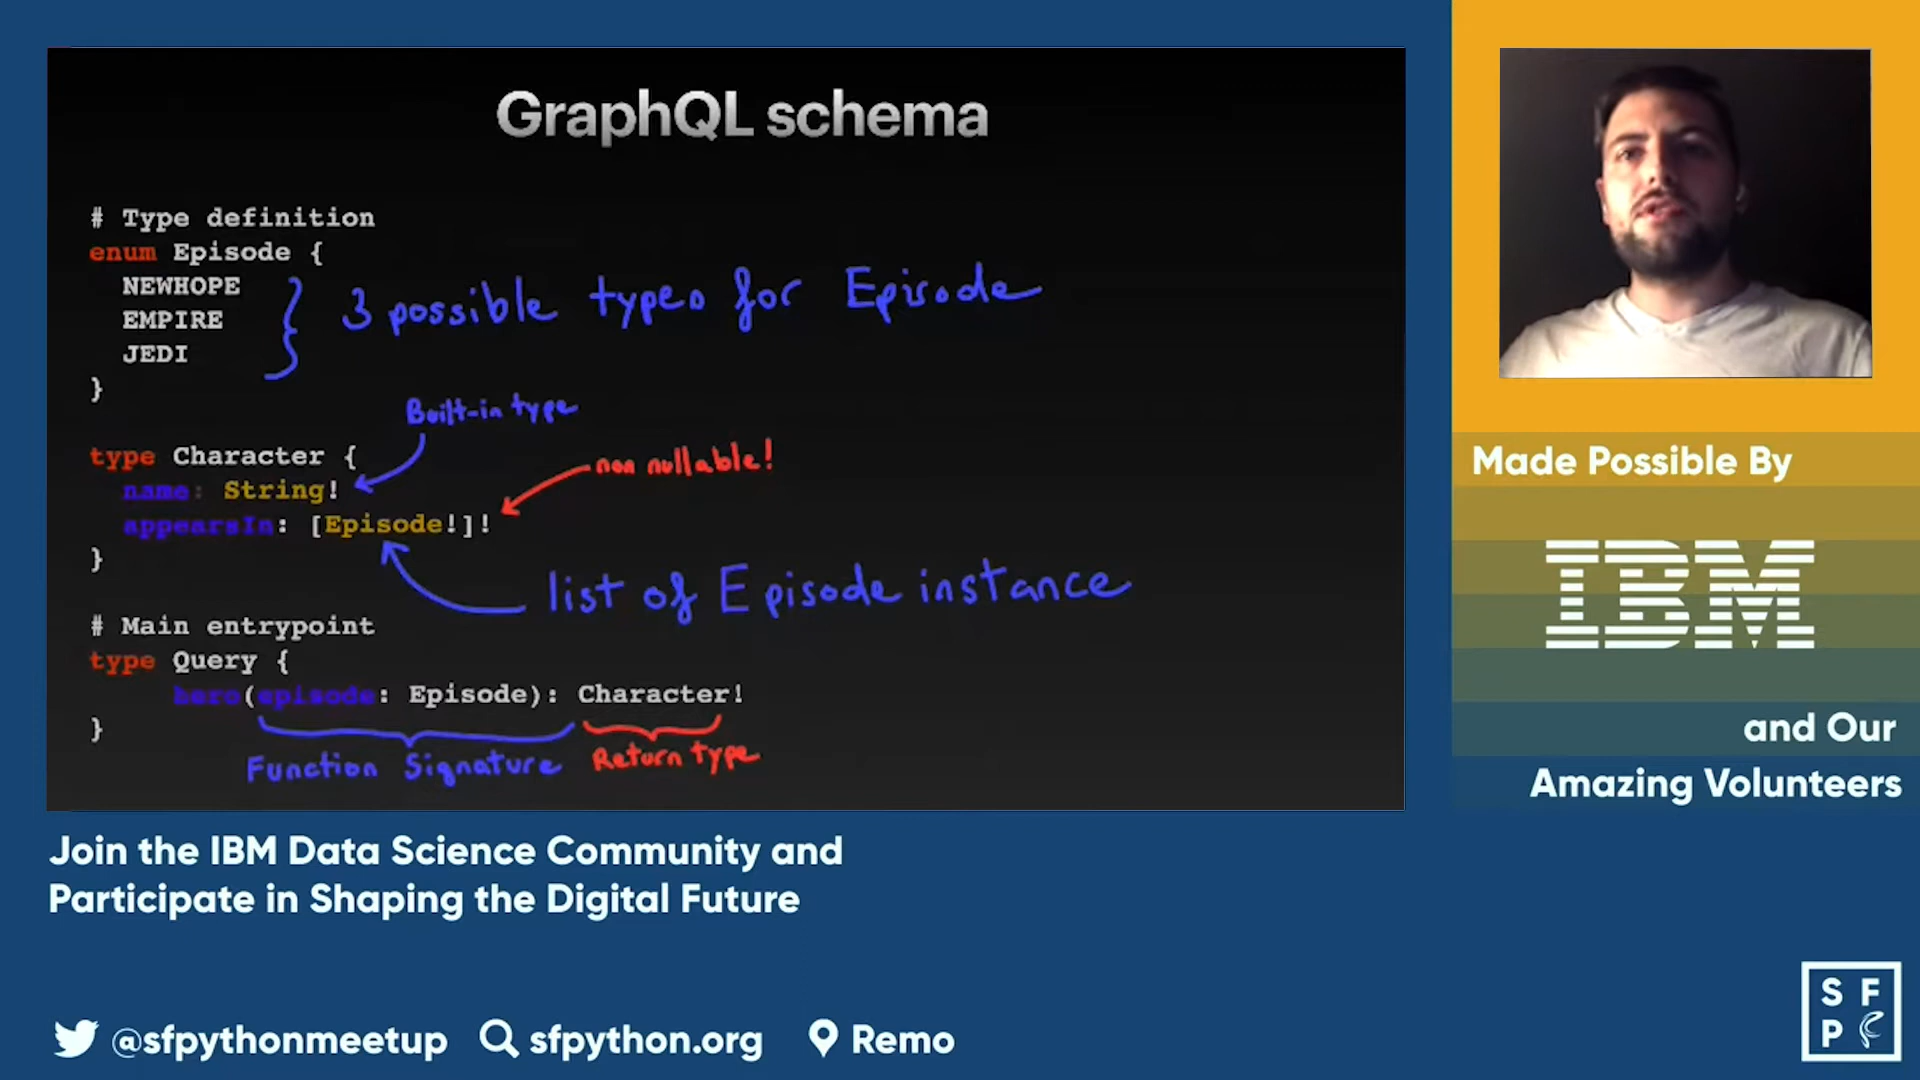 GraphQL schema
# Type definition
enum Episode {
NEWHOPE
EMPIRE
JEDI
}
3 possible types for Episode
Built-in type
type Character {
name: String!
non nullable!
appearsIn: [Episode!]!
}
list of Episode instance
# Main entrypoint
type Query {
hero(episode: Episode): Character!
}
Function Signature
Return type
Made Possible By
IBM
and Our
Amazing Volunteers
Join the IBM Data Science Community and
Participate in Shaping the Digital Future
@sfpythonmeetup
sfpython.org
Remo
S F
P